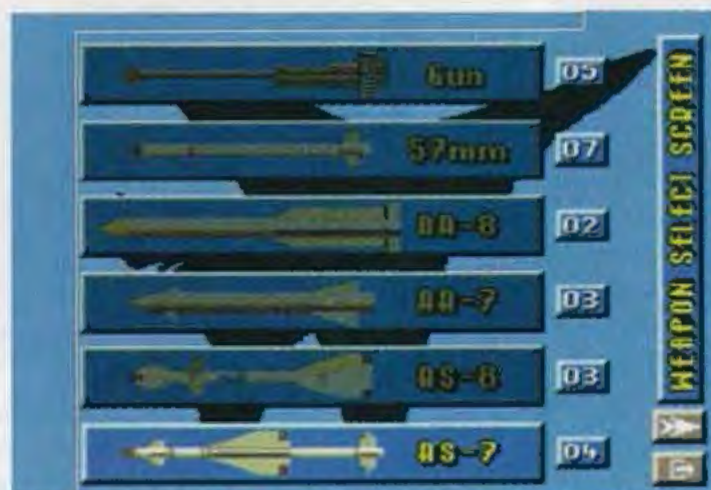 Gun 05
57mm 07
AA-8 02
AA-7 03
AS-8 03
AS-7 04
WEAPON SELECT SCREEN